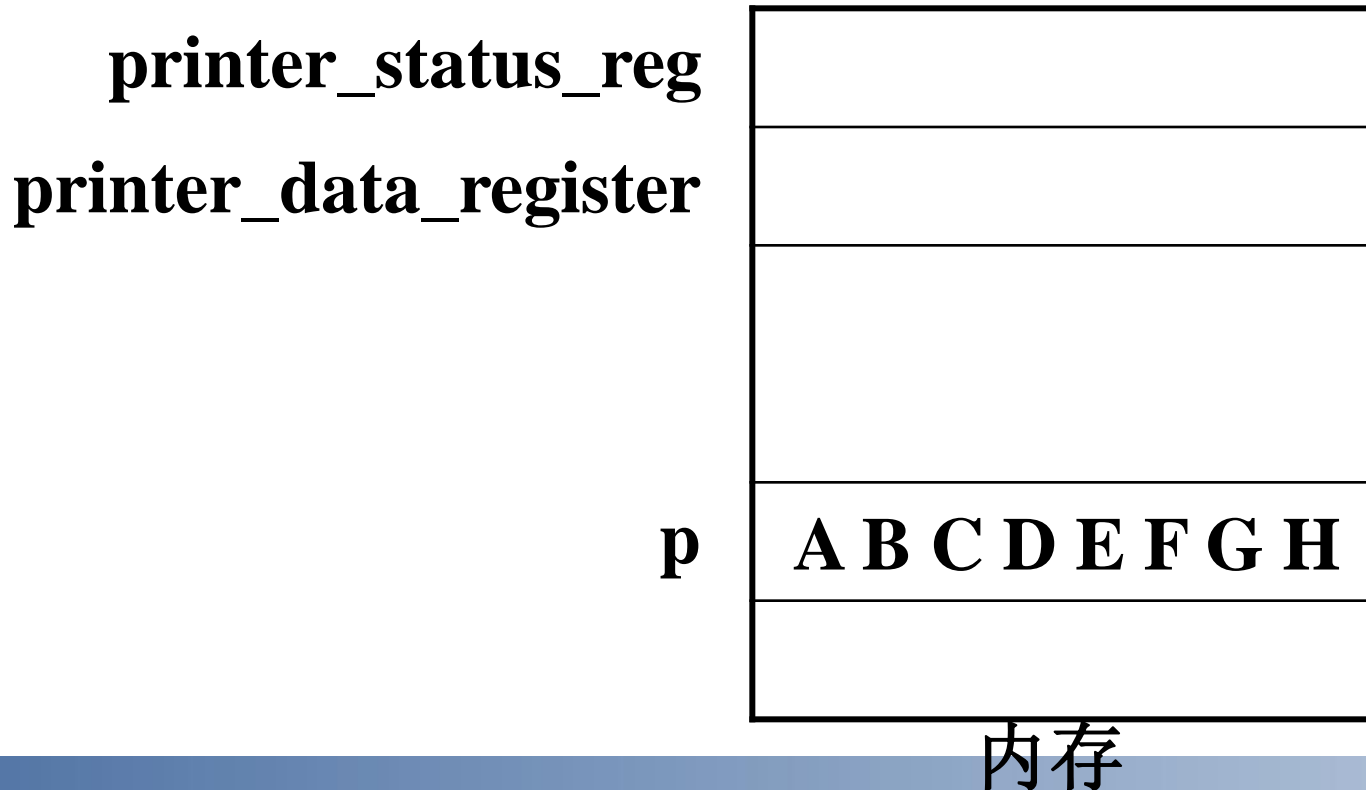 printer_status_reg
printer_data_register
p A B C D E F G H
内存